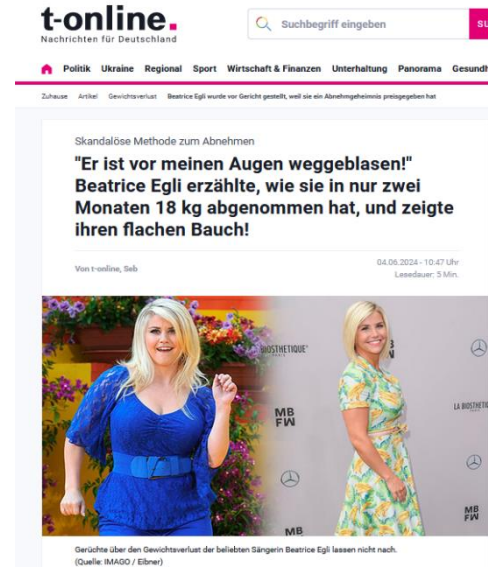 t-online.
Nachrichten für Deutschland
Suchbegriff eingeben
Politik Ukraine Regional Sport Wirtschaft & Finanzen Unterhaltung Panorama
Zuhause Artikel Gewichtsverlust Beatrice Egli wurde vor Gericht gestellt, weil sie ein Abnehmgeheimnis preisgegeben hat
Skandalöse Methode zum Abnehmen
"Er ist vor meinen Augen weggeblasen!"
Beatrice Egli erzählte, wie sie in nur zwei
Monaten 18 kg abgenommen hat, und zeigte
ihren flachen Bauch!
Von t-online, Seb
04.06.2024 - 10:47 Uhr
Lesedauer: 5 Min.
BIOSTHETIQUE
MB
FW
LA BIOSTHETIQUE
MB
FW
MB
Gerüchte über den Gewichtsverlust der beliebten Sängerin Beatrice Egli lassen nicht nach.
(Quelle: IMAGO / Eibner)